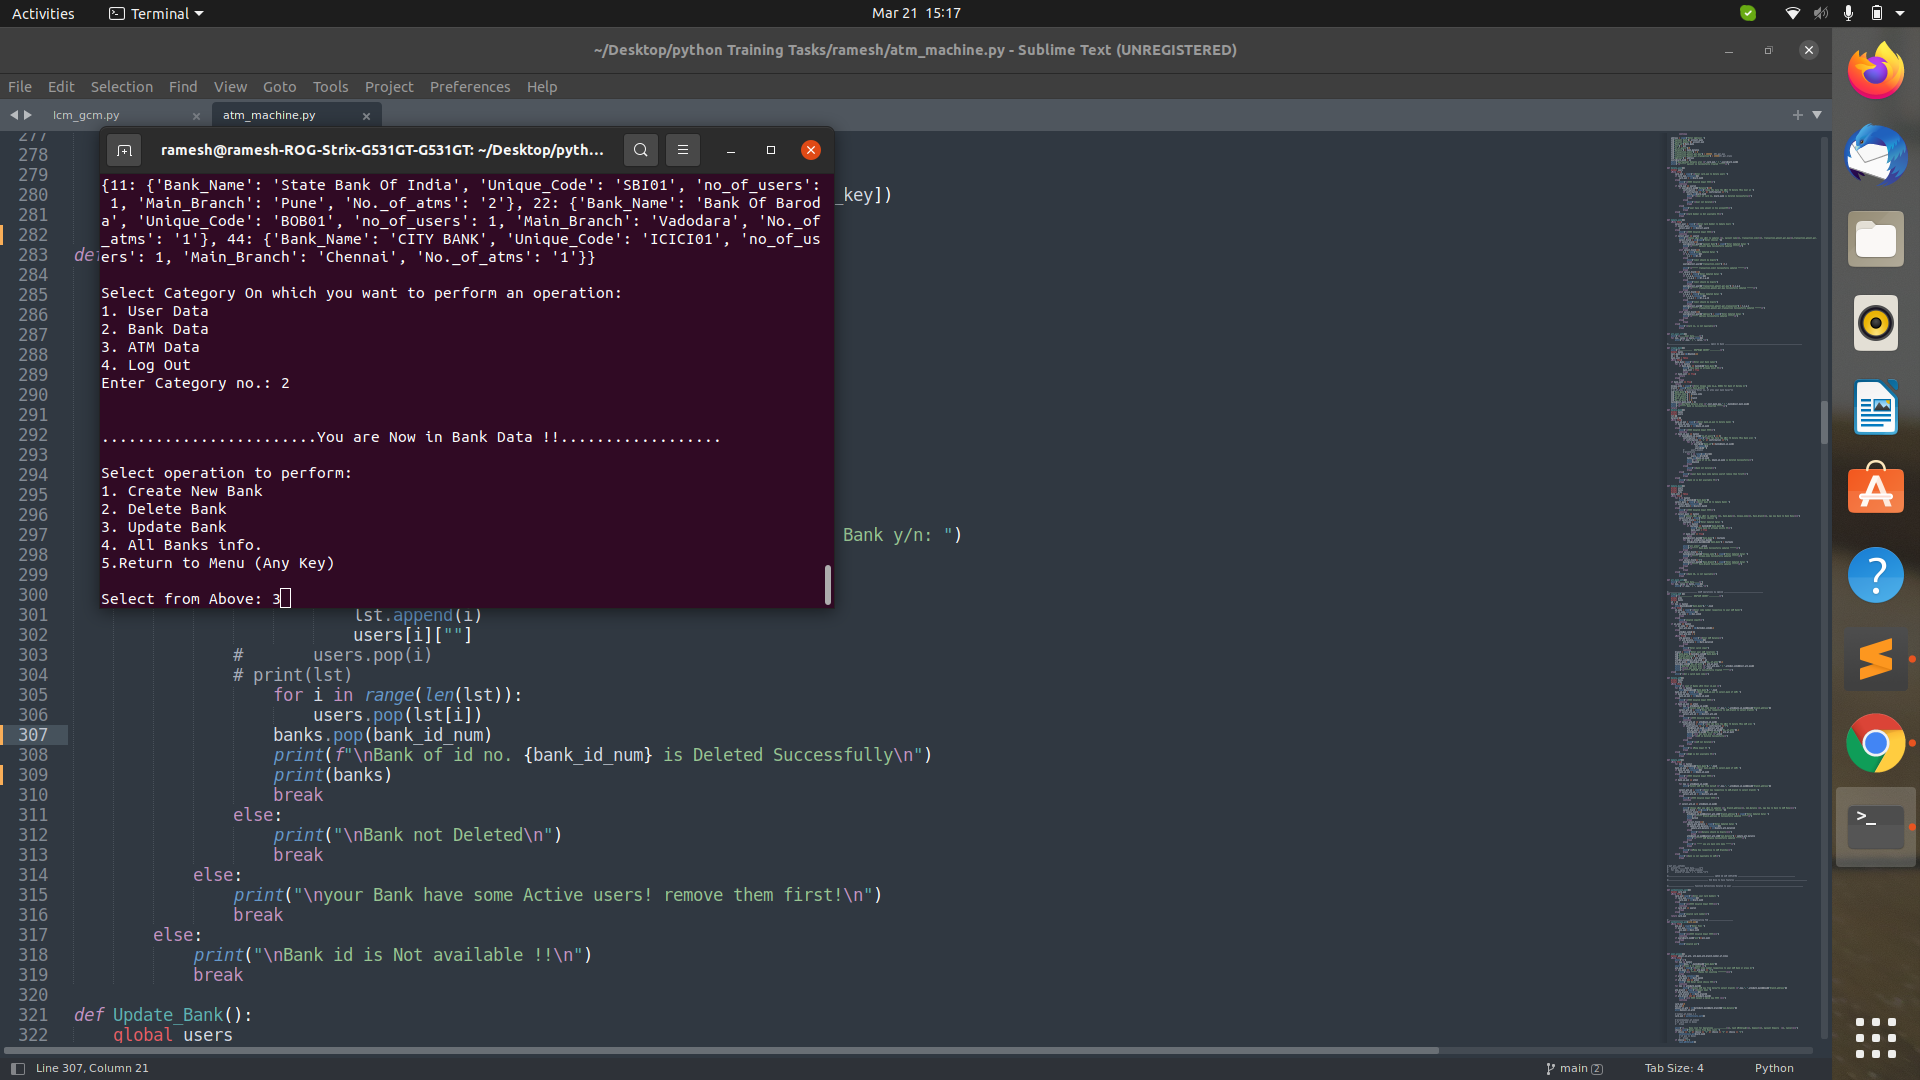 Activities
Terminal
Mar 21 15:17
~/Desktop/python Training Tasks/ramesh/atm_machine.py - Sublime Text (UNREGISTERED)
File Edit Selection Find View Goto Tools Project Preferences Help
lcm_gcm.py
atm_machine.py
ramesh@ramesh-ROG-Strix-G531GT-G531GT: ~/Desktop/pyth...
{11: {'Bank_Name': 'State Bank Of India', 'Unique_Code': 'SBI01', 'no_of_users':
 1, 'Main_Branch': 'Pune', 'No._of_atms': '2'}, 22: {'Bank_Name': 'Bank Of Barod
a', 'Unique_Code': 'BOB01', 'no_of_users': 1, 'Main_Branch': 'Vadodara', 'No._of
_atms': '1'}, 44: {'Bank_Name': 'CITY BANK', 'Unique_Code': 'ICICI01', 'no_of_us
ers': 1, 'Main_Branch': 'Chennai', 'No._of_atms': '1'}}
Select Category On which you want to perform an operation:
1. User Data
2. Bank Data
3. ATM Data
4. Log Out
Enter Category no.: 2
........................You are Now in Bank Data !!..................
Select operation to perform:
1. Create New Bank
2. Delete Bank
3. Update Bank
4. All Banks info.
5.Return to Menu (Any Key)
Select from Above: 3
277
278
279
280 _key])
281
282
283 de
284
285
286
287
288
289
290
291
292
293
294
295
296
297 Bank y/n: ")
298
299
300
301 lst.append(i)
302 users[i][""]
303 # users.pop(i)
304 # print(lst)
305 for i in range(len(lst)):
306 users.pop(lst[i])
307 banks.pop(bank_id_num)
308 print(f"\nBank of id no. {bank_id_num} is Deleted Successfully\n")
309 print(banks)
310 break
311 else:
312 print("\nBank not Deleted\n")
313 break
314 else:
315 print("\nyour Bank have some Active users! remove them first!\n")
316 break
317 else:
318 print("\nBank id is Not available !!\n")
319 break
320
321 def Update_Bank():
322 global users
Line 307, Column 21
main 2
Tab Size: 4
Python